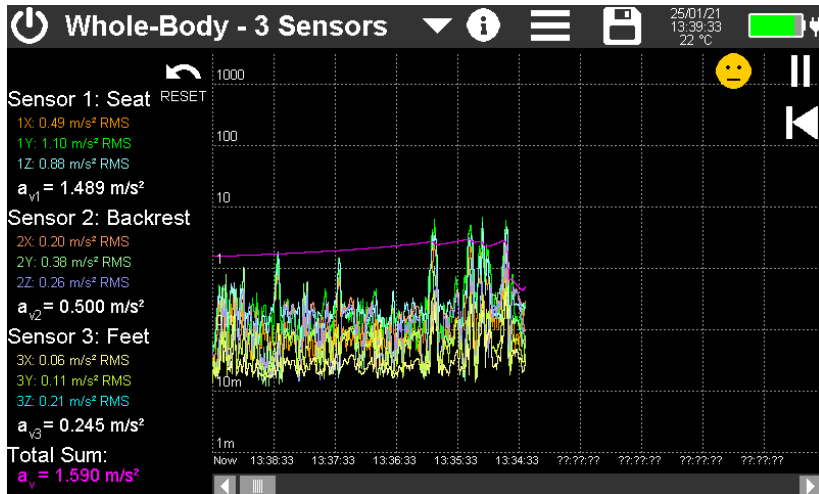 Whole-Body - 3 Sensors
i
25/01/21
13:39:33
22 °C
RESET
Sensor 1: Seat
1X: 0.49 m/s² RMS
1Y: 1.10 m/s² RMS
1Z: 0.88 m/s² RMS
a_v1 = 1.489 m/s²
Sensor 2: Backrest
2X: 0.20 m/s² RMS
2Y: 0.38 m/s² RMS
2Z: 0.26 m/s² RMS
a_v2 = 0.500 m/s²
Sensor 3: Feet
3X: 0.06 m/s² RMS
3Y: 0.11 m/s² RMS
3Z: 0.21 m/s² RMS
a_v3 = 0.245 m/s²
Total Sum:
a_v = 1.590 m/s²
1000
100
10
1
10m
1m
Now 13:38:33 13:37:33 13:36:33 13:35:33 13:34:33 ??:??:?? ??:??:?? ??:??:?? ??:??:??